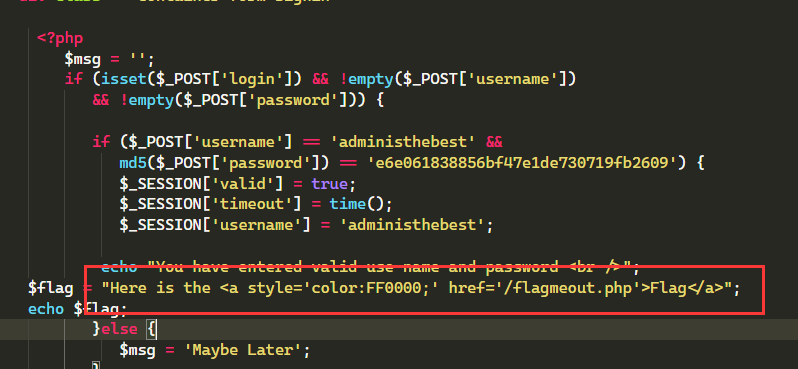 <?php
$msg = '';
if (isset($_POST['login']) && !empty($_POST['username'])
&& !empty($_POST['password'])) {
if ($_POST['username'] == 'administhebest' &&
md5($_POST['password']) == 'e6e061838856bf47e1de730719fb2609') {
$_SESSION['valid'] = true;
$_SESSION['timeout'] = time();
$_SESSION['username'] = 'administhebest';
echo "You have entered valid use name and password <br />";
$flag = "Here is the <a style='color:FF0000;' href='/flagmeout.php'>Flag</a>";
echo $flag;
}else {
$msg = 'Maybe Later';
}